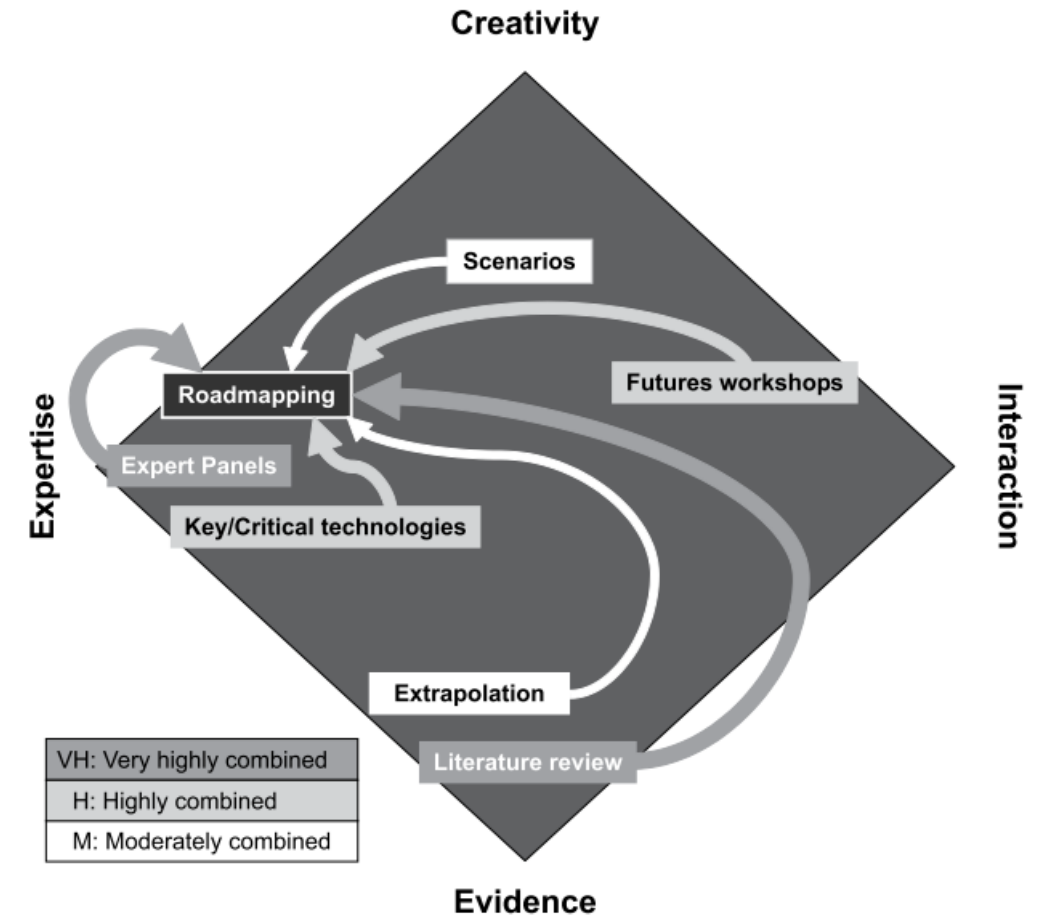 Creativity
Scenarios
Futures workshops
Roadmapping
Expertise
Interaction
Expert Panels
Key/Critical technologies
Extrapolation
Literature review
VH: Very highly combined
H: Highly combined
M: Moderately combined
Evidence